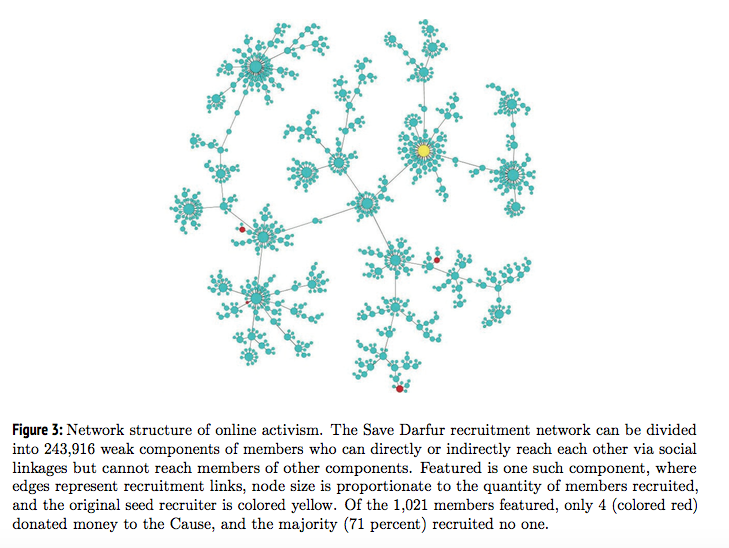 Figure 3: Network structure of online activism. The Save Darfur recruitment network can be divided
into 243,916 weak components of members who can directly or indirectly reach each other via social
linkages but cannot reach members of other components. Featured is one such component, where
edges represent recruitment links, node size is proportionate to the quantity of members recruited,
and the original seed recruiter is colored yellow. Of the 1,021 members featured, only 4 (colored red)
donated money to the Cause, and the majority (71 percent) recruited no one.